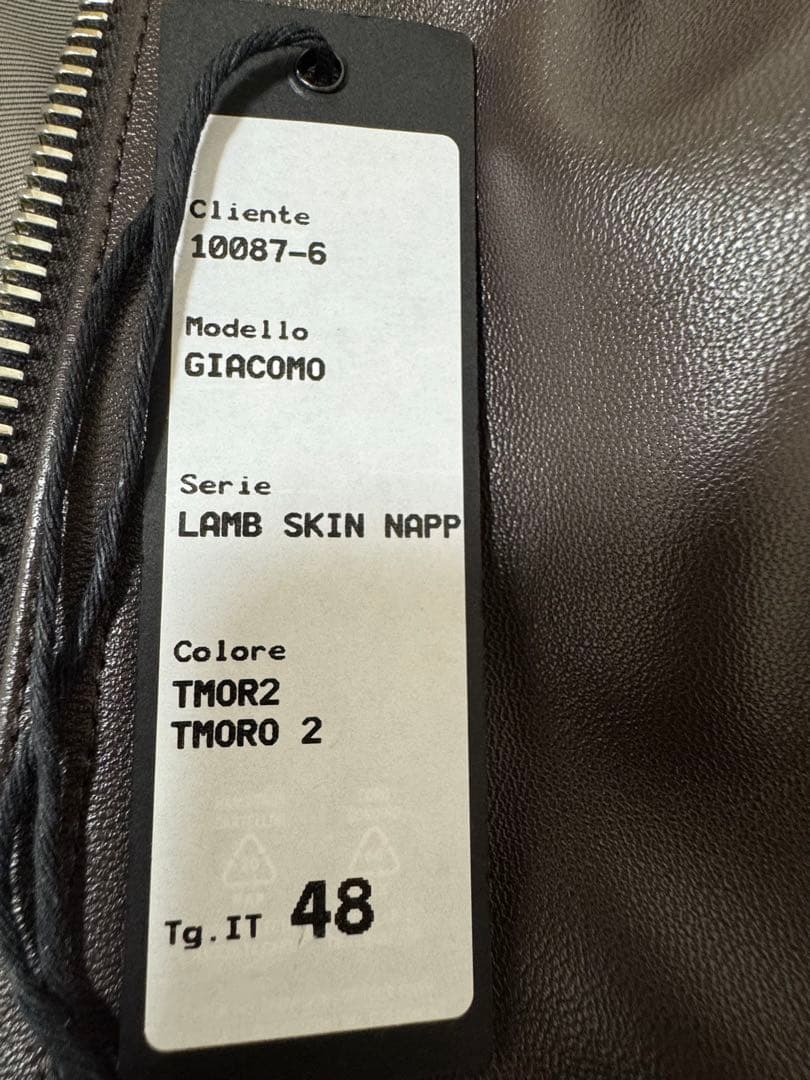 Cliente
10087-6
Modello
GIACOMO
Serie
LAMB SKIN NAPP
Colore
TMOR2
TMORO 2
Tg.IT 48